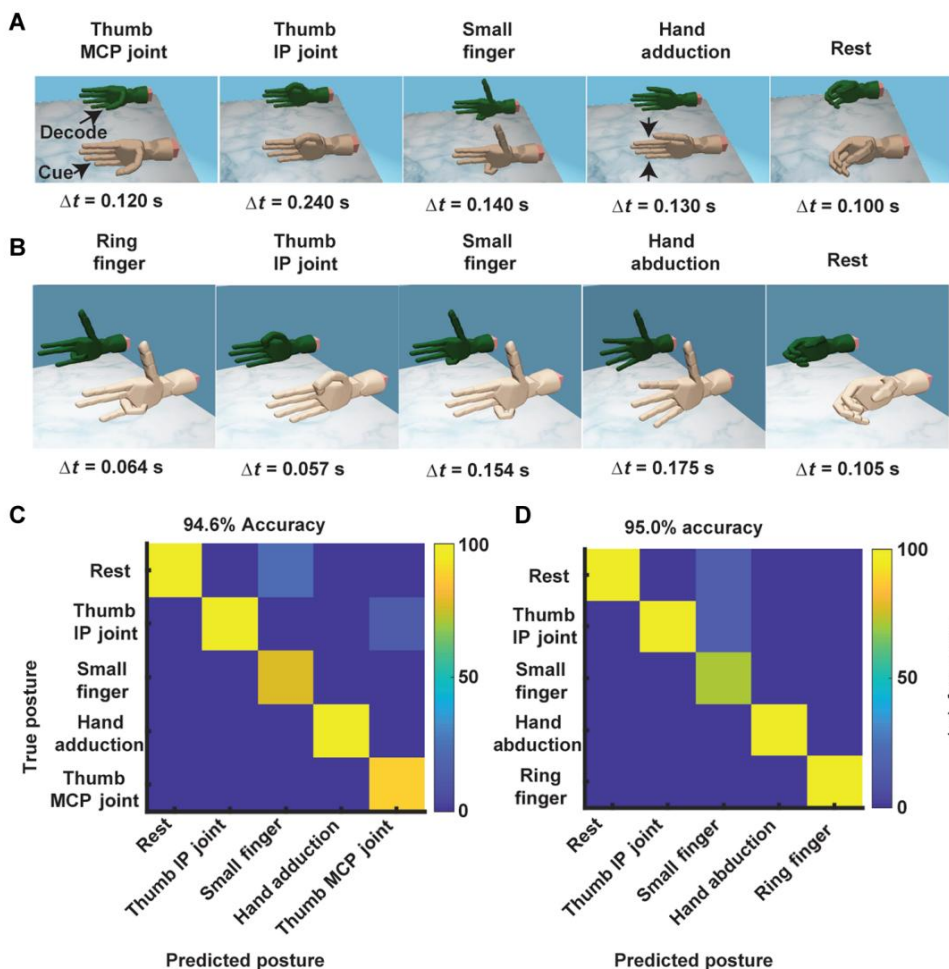 A
Thumb
MCP joint
Thumb
IP joint
Small
finger
Hand
adduction
Rest
Decode
Cue
Δt = 0.120 s
Δt = 0.240 s
Δt = 0.140 s
Δt = 0.130 s
Δt = 0.100 s
B
Ring
finger
Thumb
IP joint
Small
finger
Hand
abduction
Rest
Δt = 0.064 s
Δt = 0.057 s
Δt = 0.154 s
Δt = 0.175 s
Δt = 0.105 s
C
94.6% Accuracy
True posture
Rest
Thumb
IP joint
Small
finger
Hand
adduction
Thumb
MCP joint
100
50
0
Rest
Thumb IP joint
Small finger
Hand adduction
Thumb MCP joint
Predicted posture
D
95.0% accuracy
Rest
Thumb
IP joint
Small
finger
Hand
abduction
Ring
finger
100
50
0
Rest
Thumb IP joint
Small finger
Hand abduction
Ring finger
Predicted posture